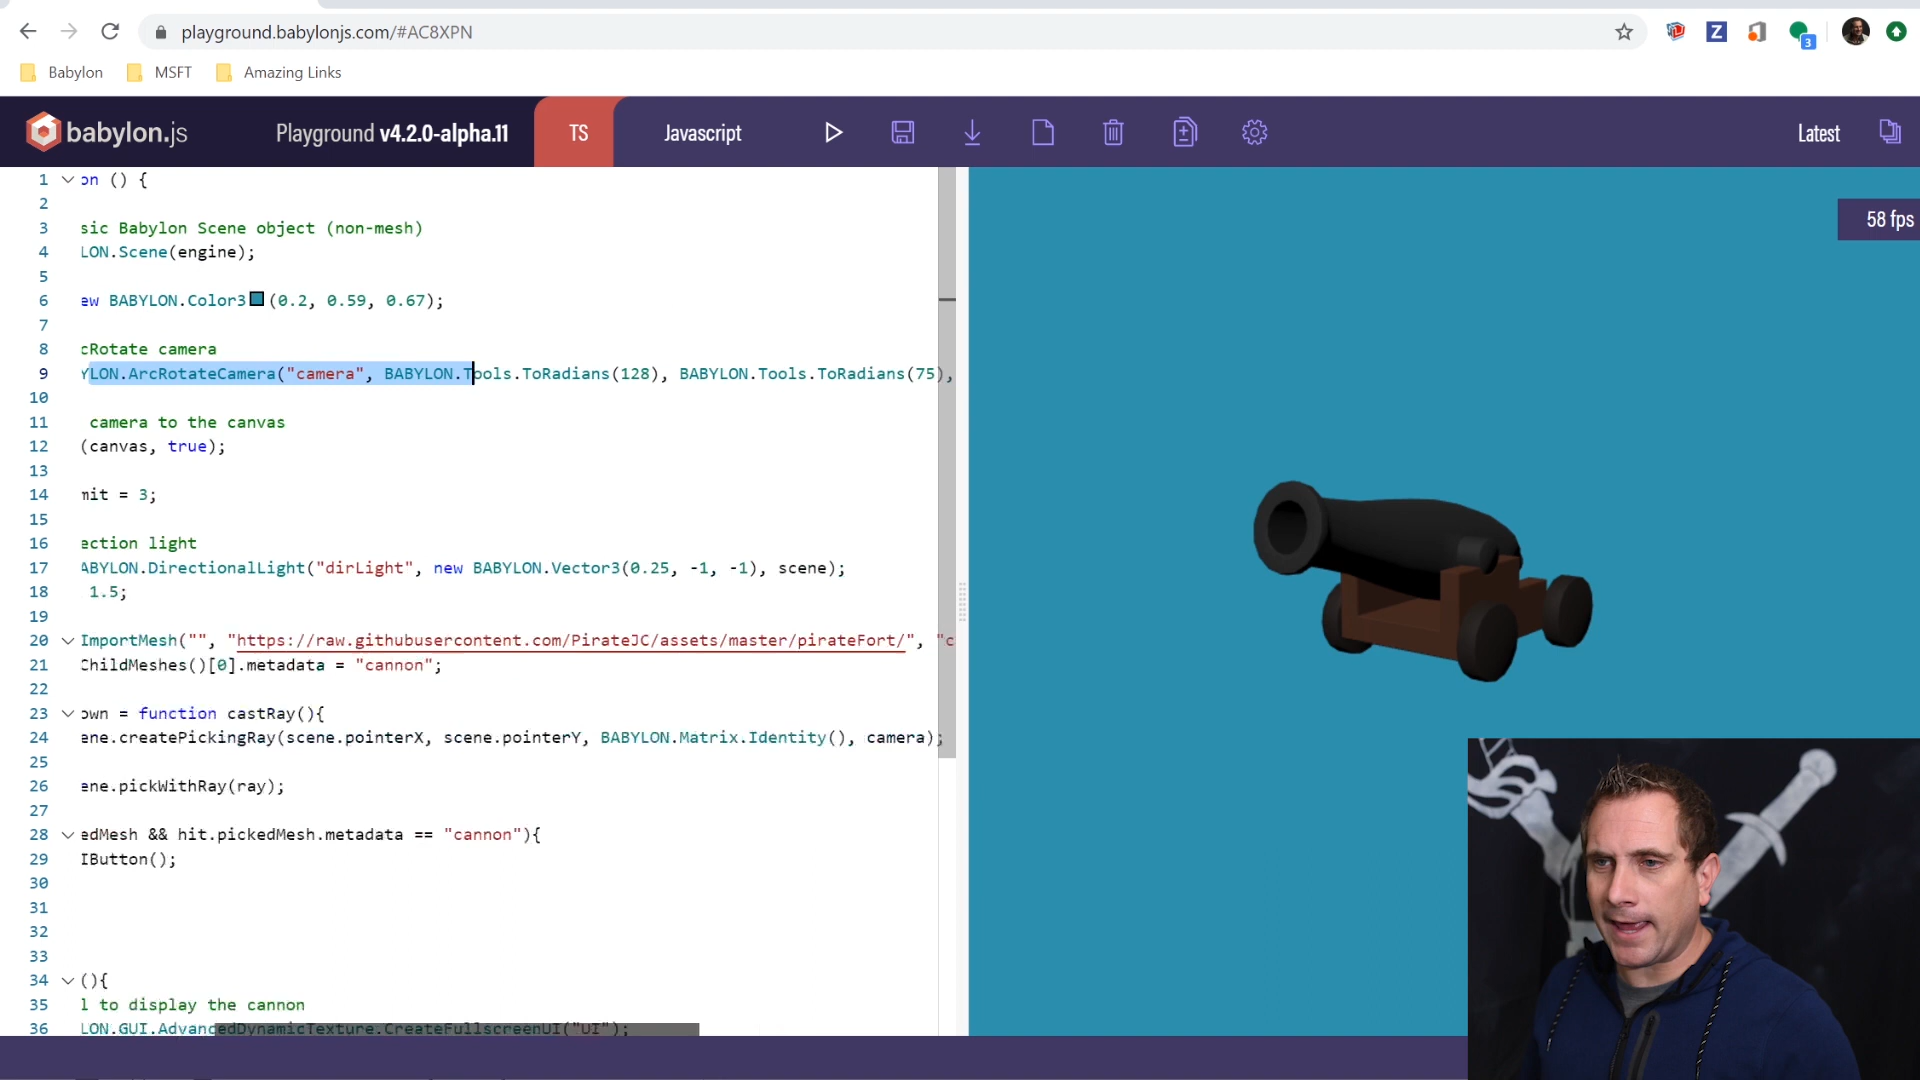 playground.babylonjs.com/#AC8XPN
Z
3
Babylon MSFT Amazing Links
babylon.js Playground v4.2.0-alpha.11 TS Javascript Latest
58 fps
1 on () {
2
3 sic Babylon Scene object (non-mesh)
4 LON.Scene(engine);
5
6 ew BABYLON.Color3(0.2, 0.59, 0.67);
7
8 cRotate camera
9 YLON.ArcRotateCamera("camera", BABYLON.Tools.ToRadians(128), BABYLON.Tools.ToRadians(75),
10
11 camera to the canvas
12 (canvas, true);
13
14 mit = 3;
15
16 ection light
17 ABYLON.DirectionalLight("dirLight", new BABYLON.Vector3(0.25, -1, -1), scene);
18 1.5;
19
20 ImportMesh("", "https://raw.githubusercontent.com/PirateJC/assets/master/pirateFort/", "c
21 ChildMeshes()[0].metadata = "cannon";
22
23 own = function castRay(){
24 ene.createPickingRay(scene.pointerX, scene.pointerY, BABYLON.Matrix.Identity(), camera);
25
26 ene.pickWithRay(ray);
27
28 edMesh && hit.pickedMesh.metadata == "cannon"){
29 IButton();
30
31
32
33
34 (){
35 l to display the cannon
36 LON.GUI.AdvancedDynamicTexture.CreateFullscreenUI("UI");